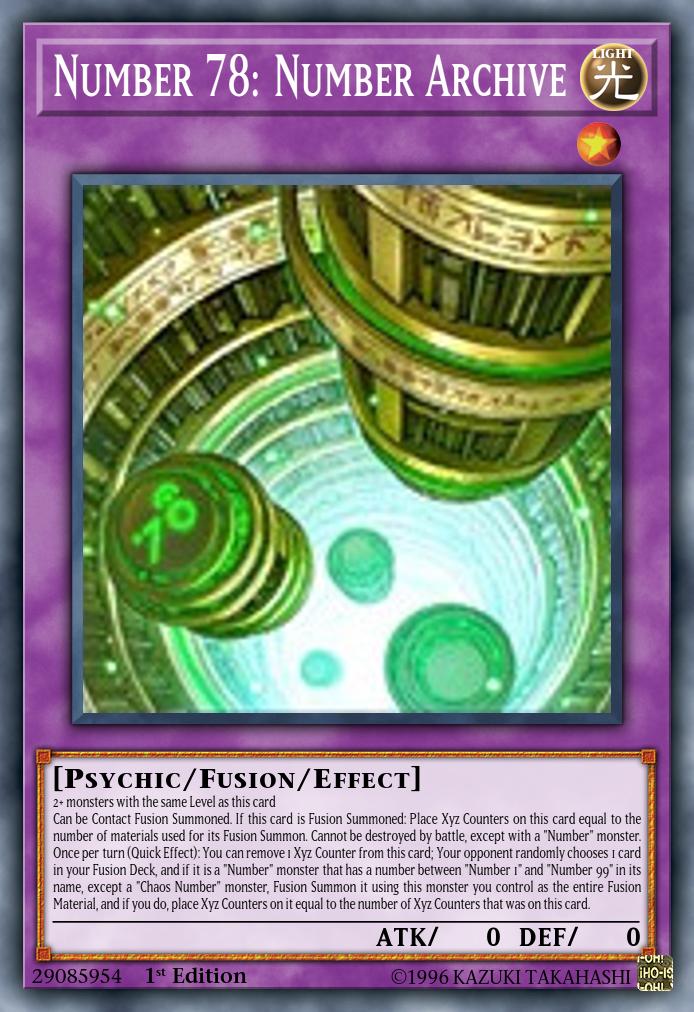 Number 78: Number Archive
LIGHT
光
78
[Psychic/Fusion/Effect]
2+ monsters with the same Level as this card
Can be Contact Fusion Summoned. If this card is Fusion Summoned: Place Xyz Counters on this card equal to the
number of materials used for its Fusion Summon. Cannot be destroyed by battle, except with a "Number" monster.
Once per turn (Quick Effect): You can remove 1 Xyz Counter from this card; Your opponent randomly chooses 1 card
in your Fusion Deck, and if it is a "Number" monster that has a number between "Number 1" and "Number 99" in its
name, except a "Chaos Number" monster, Fusion Summon it using this monster you control as the entire Fusion
Material, and if you do, place Xyz Counters on it equal to the number of Xyz Counters that was on this card.
ATK/ 0 DEF/ 0
29085954 1st Edition ©1996 KAZUKI TAKAHASHI